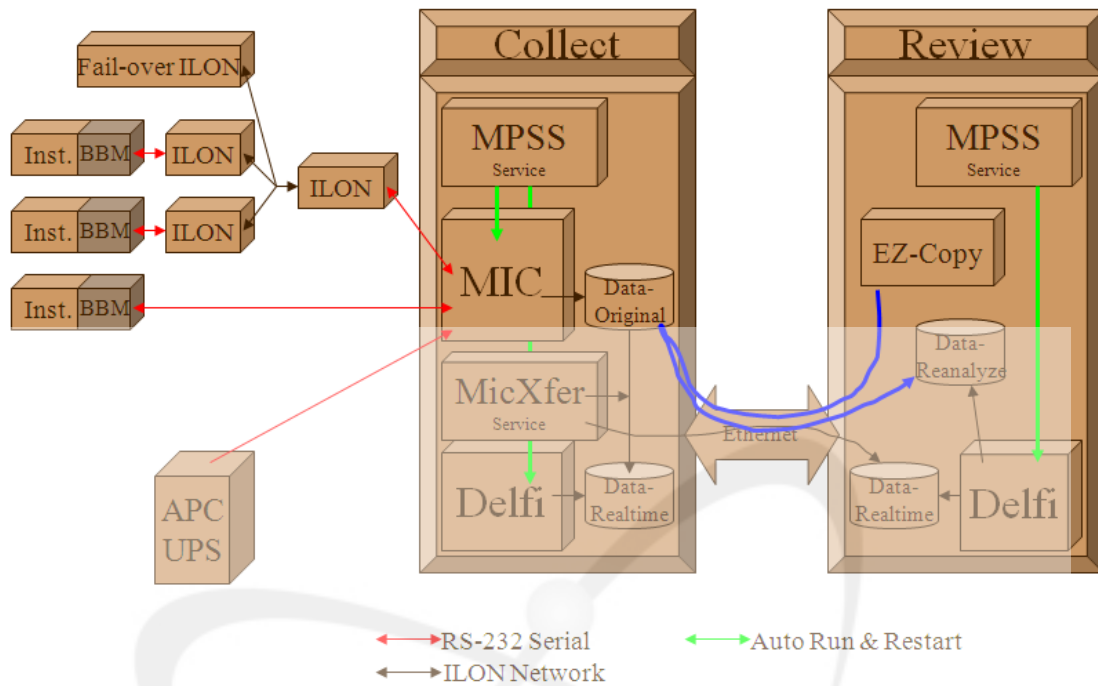 Collect
Review
Fail-over ILON
MPSS
Service
MPSS
Service
Inst.
BBM
ILON
ILON
Inst.
BBM
ILON
MIC
Data-
Original
EZ-Copy
Inst.
BBM
Data-
Reanalyze
MicXfer
Service
Ethernet
APC
UPS
Delfi
Data-
Realtime
Data-
Realtime
Delfi
RS-232 Serial
Auto Run & Restart
ILON Network